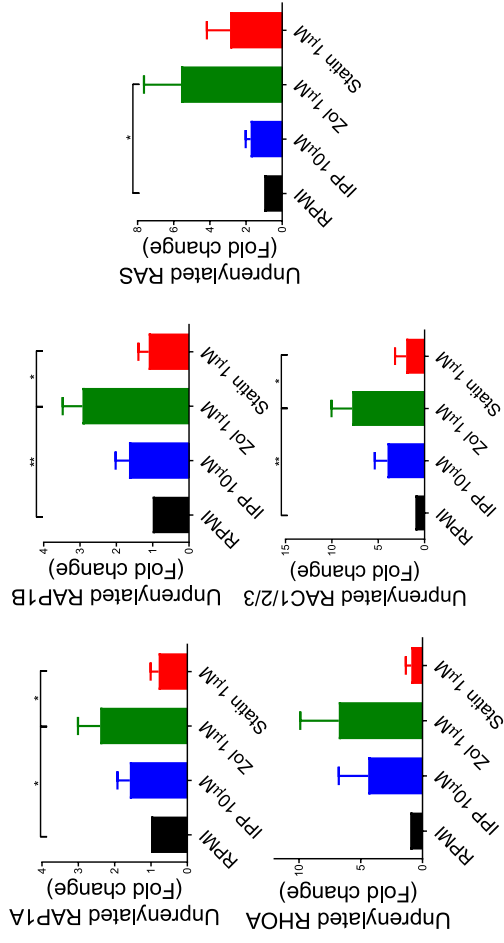 Unprenylated RAP1A
(Fold change)
4
3
2
1
0
*
*
RPMI
IPP 10μM
Zol 1μM
Statin 1μM
Unprenylated RAP1B
(Fold change)
4
3
2
1
0
**
*
RPMI
IPP 10μM
Zol 1μM
Statin 1μM
Unprenylated RAS
(Fold change)
8
6
4
2
0
*
RPMI
IPP 10μM
Zol 1μM
Statin 1μM
Unprenylated RHOA
(Fold change)
10
5
0
RPMI
IPP 10μM
Zol 1μM
Statin 1μM
Unprenylated RAC1/2/3
(Fold change)
15
10
5
0
**
*
RPMI
IPP 10μM
Zol 1μM
Statin 1μM